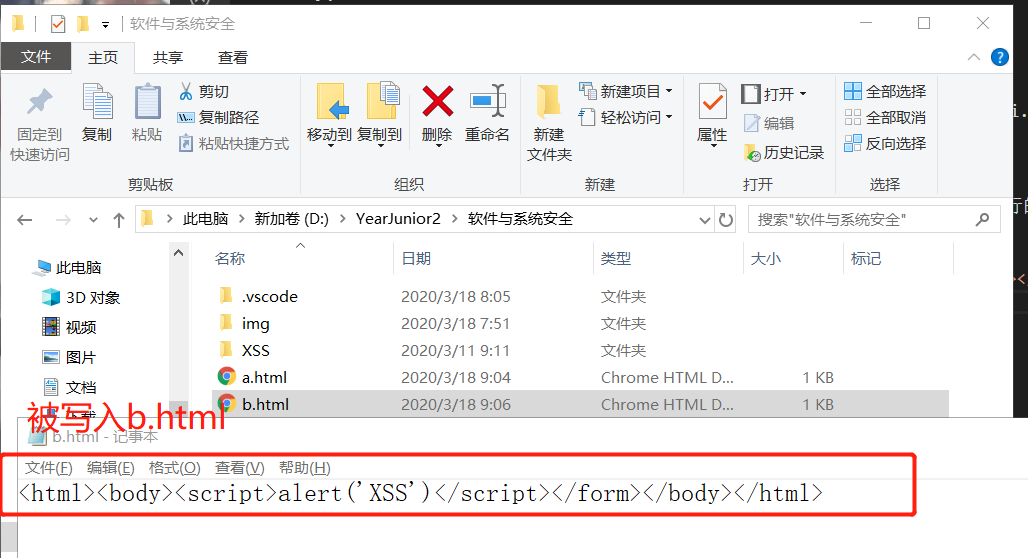 软件与系统安全
文件 主页 共享 查看
固定到快速访问
复制
粘贴
剪切
复制路径
粘贴快捷方式
剪贴板
移动到
复制到
删除
重命名
组织
新建文件夹
新建项目
轻松访问
新建
属性
打开
编辑
历史记录
打开
全部选择
全部取消
反向选择
选择
此电脑 新加卷 (D:) YearJunior2 软件与系统安全
搜索"软件与系统安全"
此电脑
3D 对象
视频
图片
文档
名称 日期 类型 大小 标记
.vscode 2020/3/18 8:05 文件夹
img 2020/3/18 7:51 文件夹
XSS 2020/3/11 9:11 文件夹
a.html 2020/3/18 9:04 Chrome HTML D... 1 KB
b.html 2020/3/18 9:06 Chrome HTML D... 1 KB
被写入b.html
b.html - 记事本
文件(F) 编辑(E) 格式(O) 查看(V) 帮助(H)
<html><body><script>alert('XSS')</script></form></body></html>